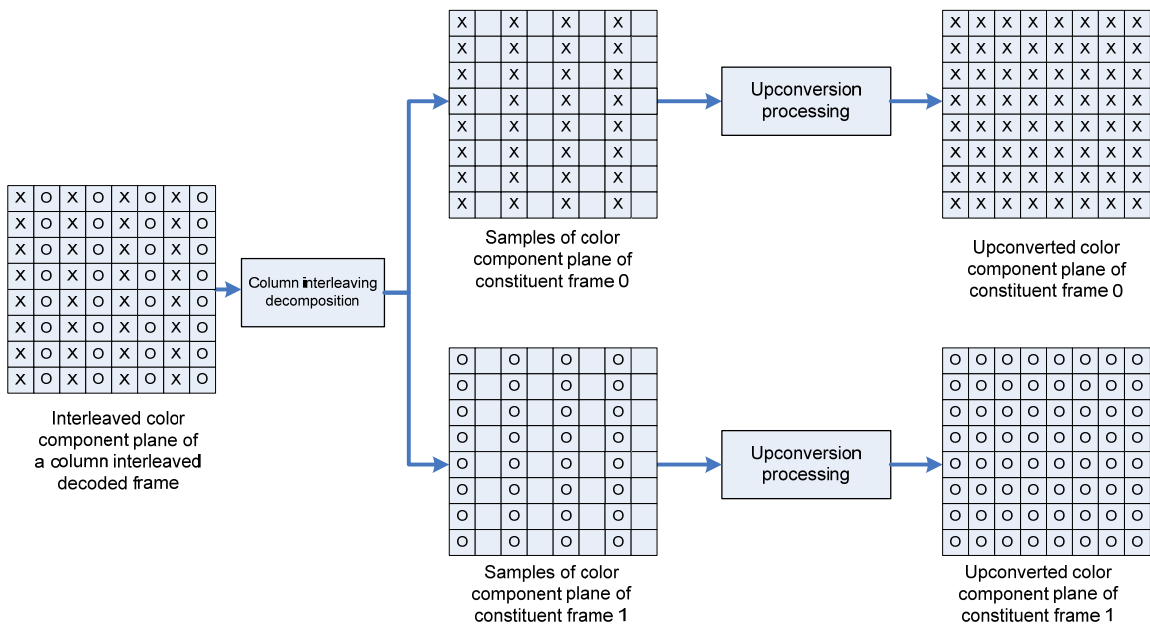 X X X X
X X X X
X X X X
X X X X
X X X X
X X X X
X X X X
X X X X
Samples of color
component plane of
constituent frame 0
Upconversion
processing
X X X X X X X X
X X X X X X X X
X X X X X X X X
X X X X X X X X
X X X X X X X X
X X X X X X X X
X X X X X X X X
X X X X X X X X
Upconverted color
component plane of
constituent frame 0
X O X O X O X O
X O X O X O X O
X O X O X O X O
X O X O X O X O
X O X O X O X O
X O X O X O X O
X O X O X O X O
X O X O X O X O
Interleaved color
component plane of
a column interleaved
decoded frame
Column interleaving
decomposition
O O O O
O O O O
O O O O
O O O O
O O O O
O O O O
O O O O
O O O O
Samples of color
component plane of
constituent frame 1
Upconversion
processing
O O O O O O O O
O O O O O O O O
O O O O O O O O
O O O O O O O O
O O O O O O O O
O O O O O O O O
O O O O O O O O
O O O O O O O O
Upconverted color
component plane of
constituent frame 1